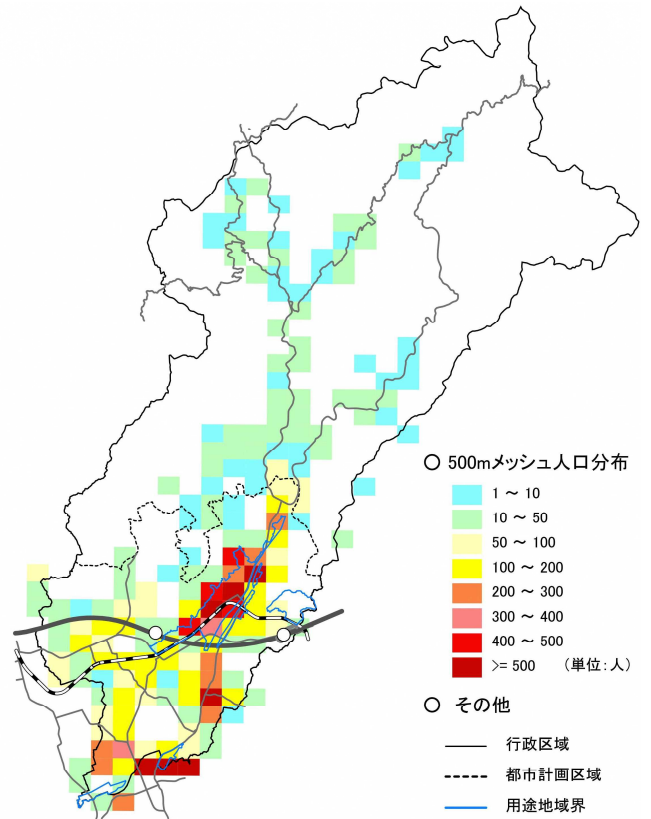 ○ 500mメッシュ人口分布
1 ～ 10
10 ～ 50
50 ～ 100
100 ～ 200
200 ～ 300
300 ～ 400
400 ～ 500
>= 500 (単位：人)
○ その他
行政区域
都市計画区域
用途地域界